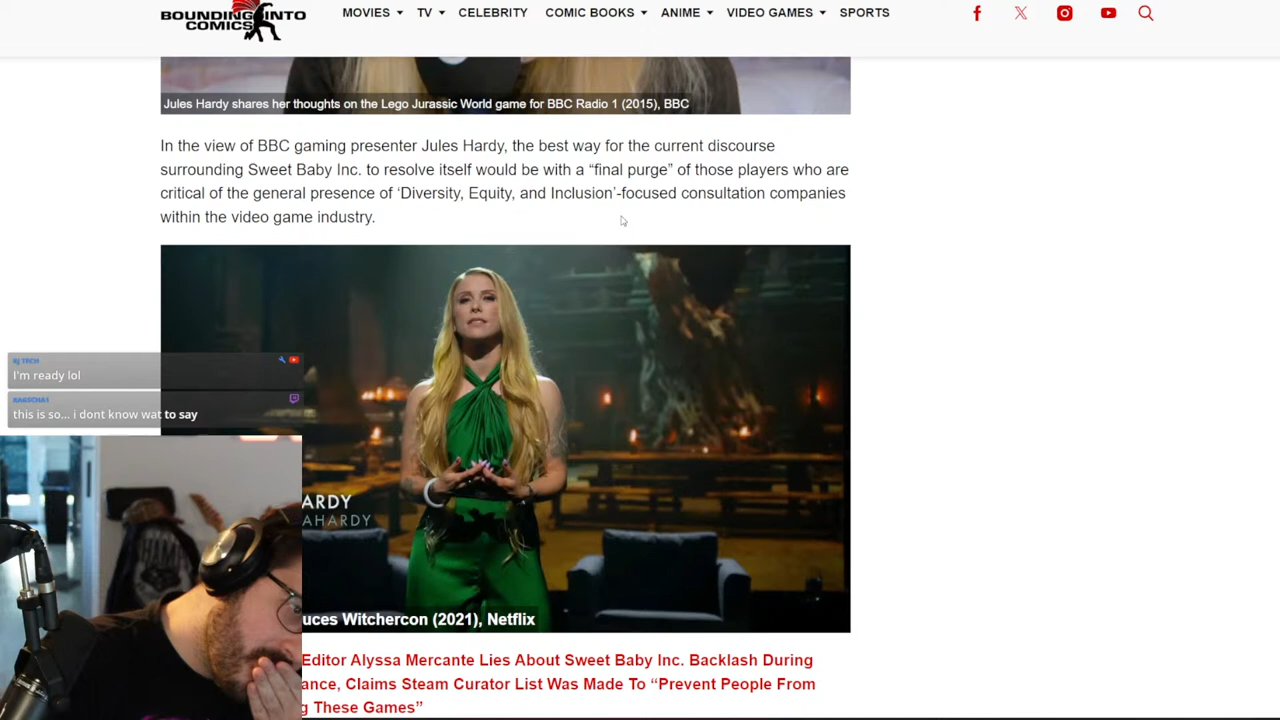 BOUNDING INTO
COMICS
MOVIES TV CELEBRITY COMIC BOOKS ANIME VIDEO GAMES SPORTS
Jules Hardy shares her thoughts on the Lego Jurassic World game for BBC Radio 1 (2015), BBC
In the view of BBC gaming presenter Jules Hardy, the best way for the current discourse
surrounding Sweet Baby Inc. to resolve itself would be with a “final purge” of those players who are
critical of the general presence of ‘Diversity, Equity, and Inclusion’-focused consultation companies
within the video game industry.
I'm ready lol
this is so... i dont know wat to say
ARDY
AHARDY
uces Witchercon (2021), Netflix
Editor Alyssa Mercante Lies About Sweet Baby Inc. Backlash During
ance, Claims Steam Curator List Was Made To “Prevent People From
g These Games”